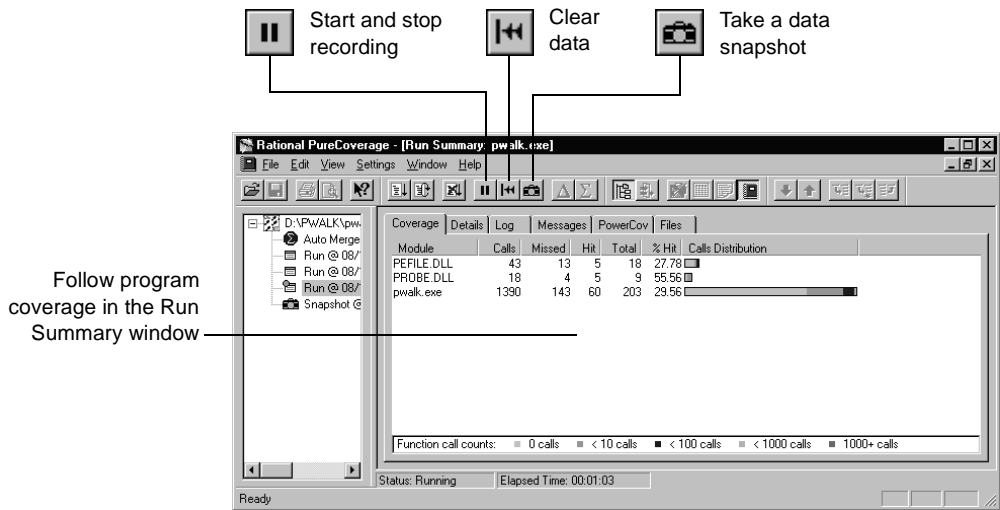 Start and stop
recording
Clear
data
Take a data
snapshot
Rational PureCoverage - [Run Summary: pwalk.exe]
File Edit View Settings Window Help
D:\PWALK\pw
Auto Merge
Run @ 08/
Run @ 08/
Run @ 08/
Snapshot @
Coverage Details Log Messages PowerCov Files
Module Calls Missed Hit Total % Hit Calls Distribution
PEFILE.DLL 43 13 5 18 27.78
PROBE.DLL 18 4 5 9 55.56
pwalk.exe 1390 143 60 203 29.56
Follow program
coverage in the Run
Summary window
Function call counts: 0 calls < 10 calls < 100 calls < 1000 calls 1000+ calls
Status: Running Elapsed Time: 00:01:03
Ready